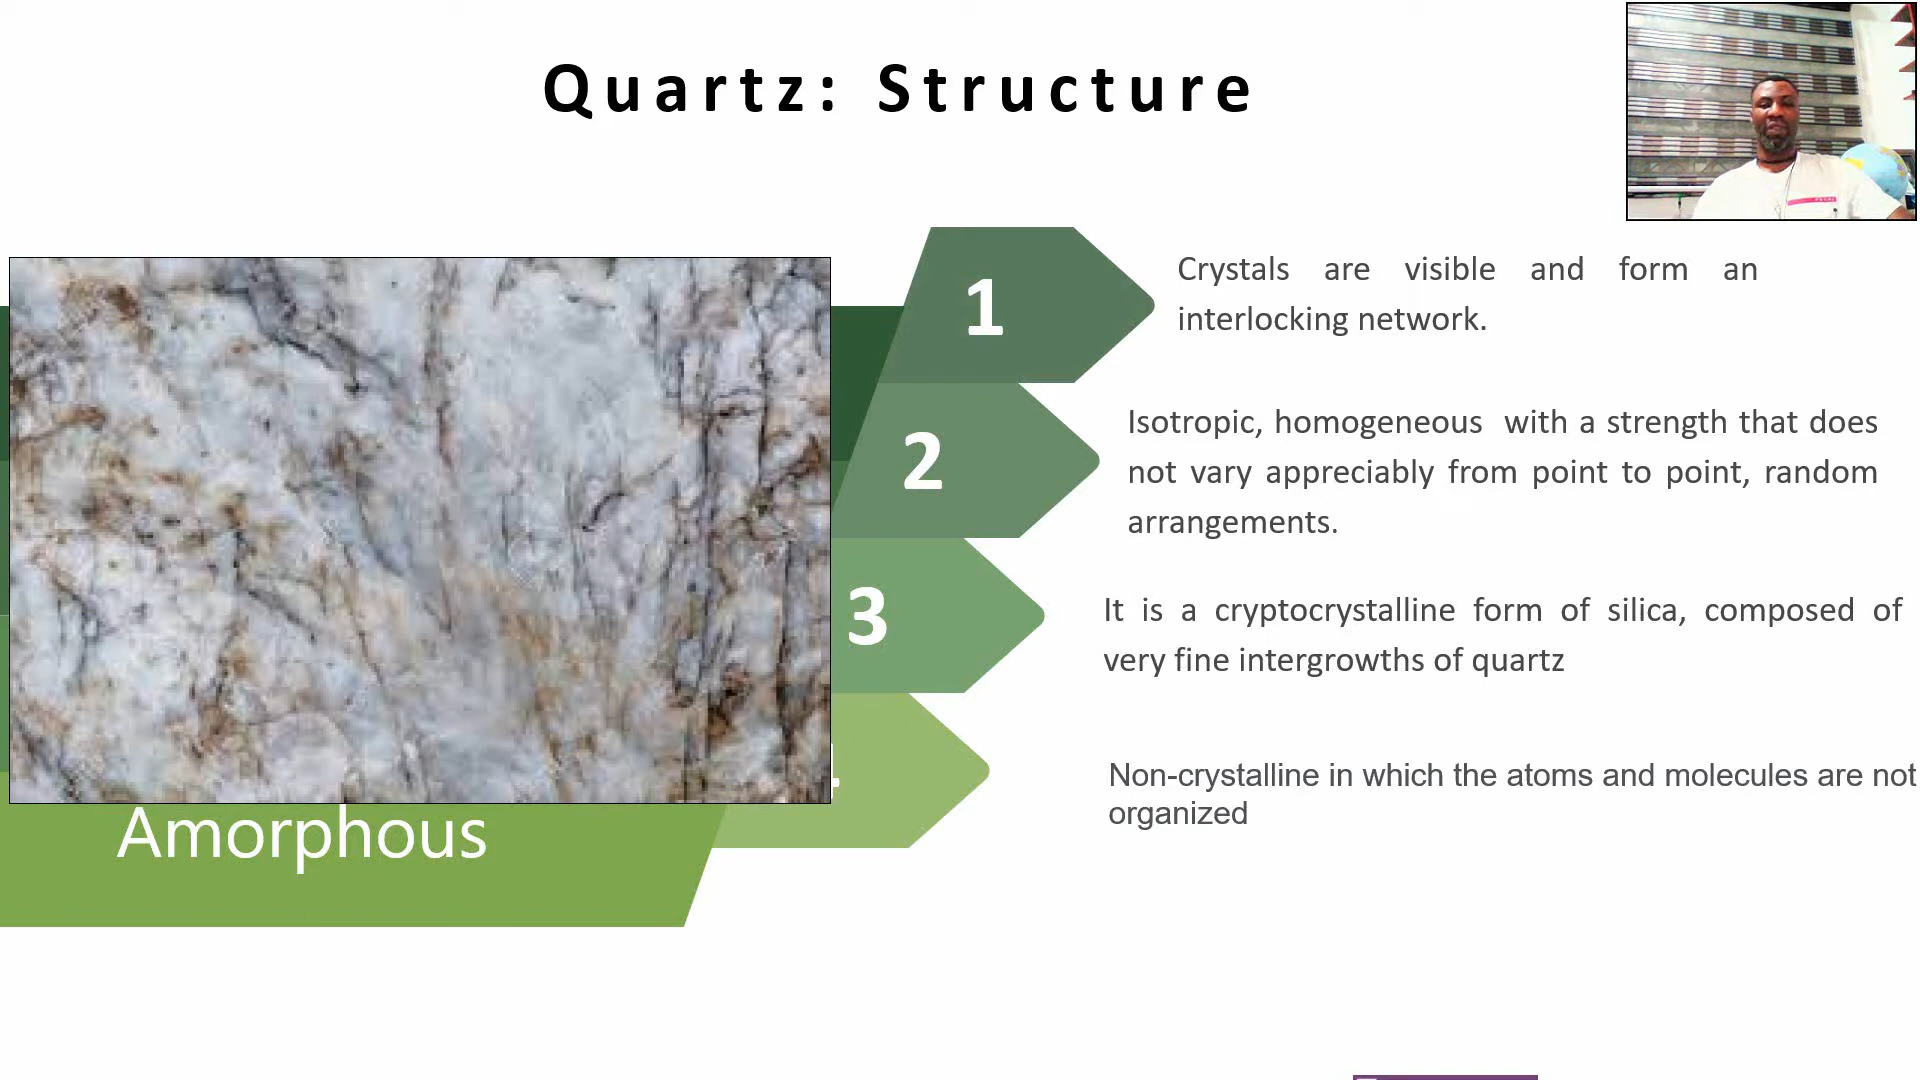 Quartz: Structure
1
Crystals are visible and form an
interlocking network.
2
Isotropic, homogeneous with a strength that does
not vary appreciably from point to point, random
arrangements.
3
It is a cryptocrystalline form of silica, composed of
very fine intergrowths of quartz
Non-crystalline in which the atoms and molecules are not
organized
Amorphous